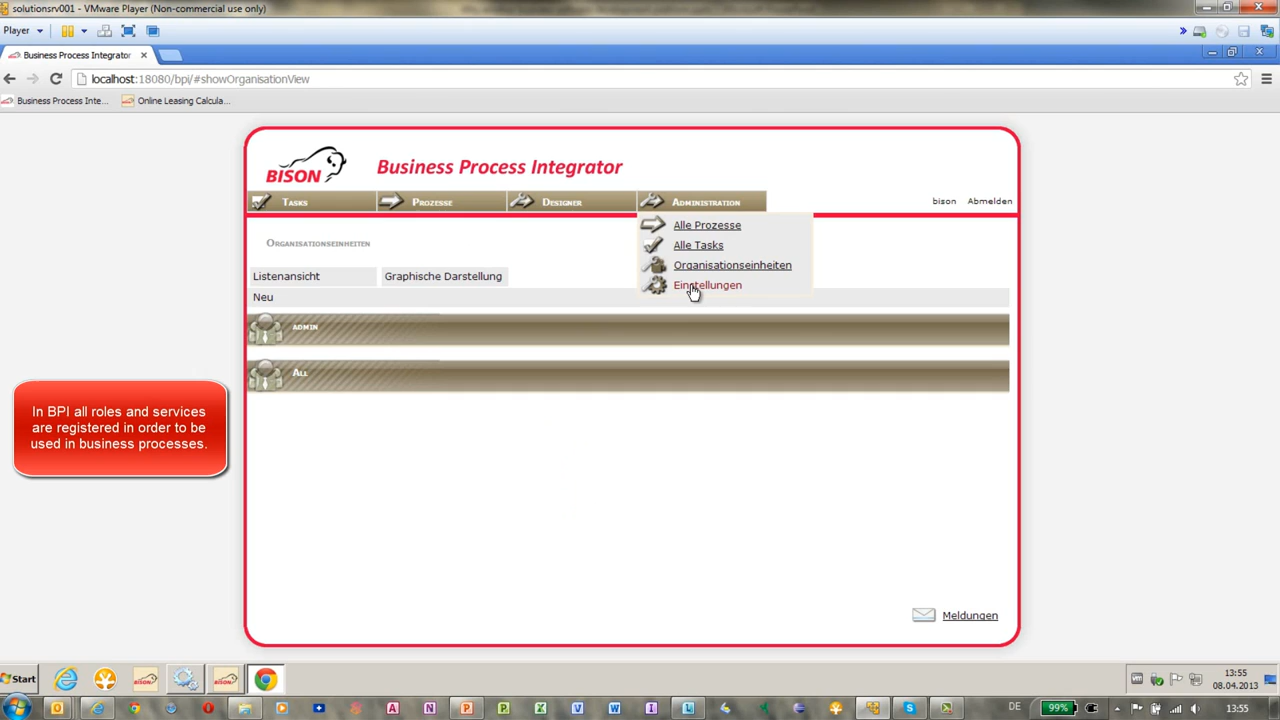 solutionsrv001 - VMware Player (Non-commercial use only)
Player
Business Process Integrator
localhost:18080/bpi/#showOrganisationView
Business Process Inte...
Online Leasing Calcula...
BISON
Business Process Integrator
Tasks
Prozesse
Designer
Administration
bison
Abmelden
Alle Prozesse
Alle Tasks
Organisationseinheiten
Einstellungen
Organisationseinheiten
Listenansicht
Graphische Darstellung
Neu
admin
All
In BPI all roles and services
are registered in order to be
used in business processes.
Meldungen
Start
13:55
08.04.2013
99%
DE
13:55